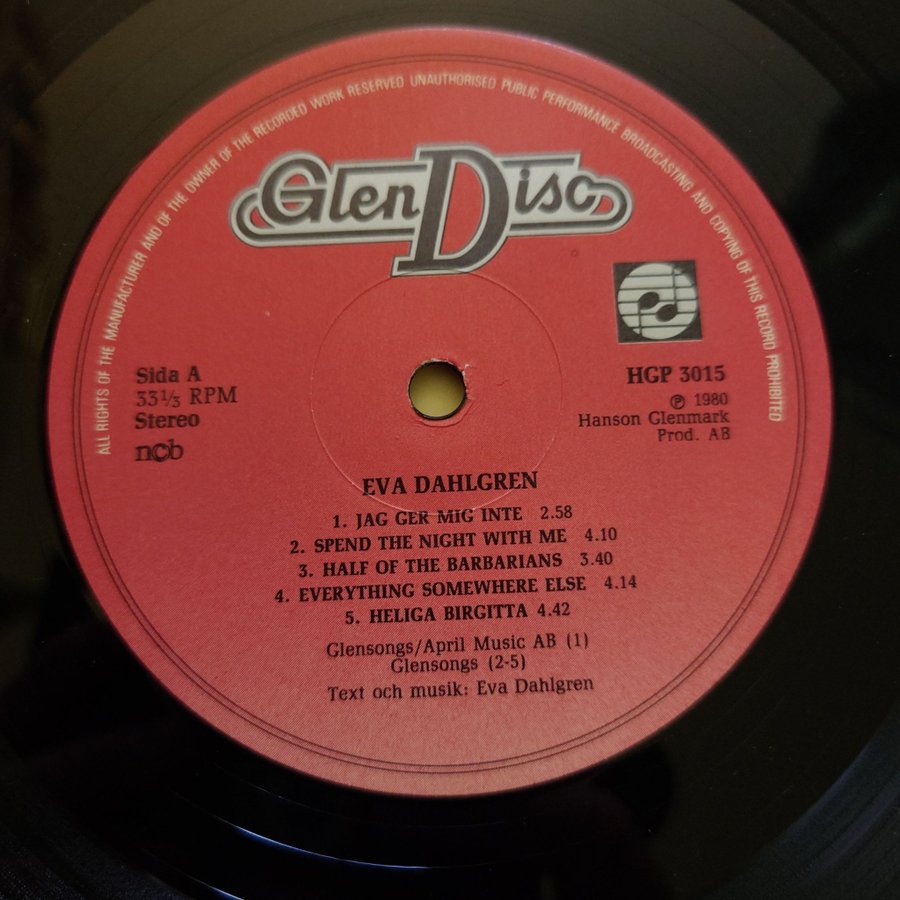 ALL RIGHTS OF THE MANUFACTURER AND OF THE OWNER OF THE RECORDED WORK RESERVED UNAUTHORISED PUBLIC PERFORMANCE BROADCASTING AND COPYING OF THIS RECORD PROHIBITED
Glen Disc
Sida A
33⅓ RPM
Stereo
ncb
HGP 3015
℗ 1980
Hanson Glenmark
Prod. AB
EVA DAHLGREN
1. JAG GER MIG INTE 2.58
2. SPEND THE NIGHT WITH ME 4.10
3. HALF OF THE BARBARIANS 3.40
4. EVERYTHING SOMEWHERE ELSE 4.14
5. HELIGA BIRGITTA 4.42
Glensongs/April Music AB (1)
Glensongs (2-5)
Text och musik: Eva Dahlgren